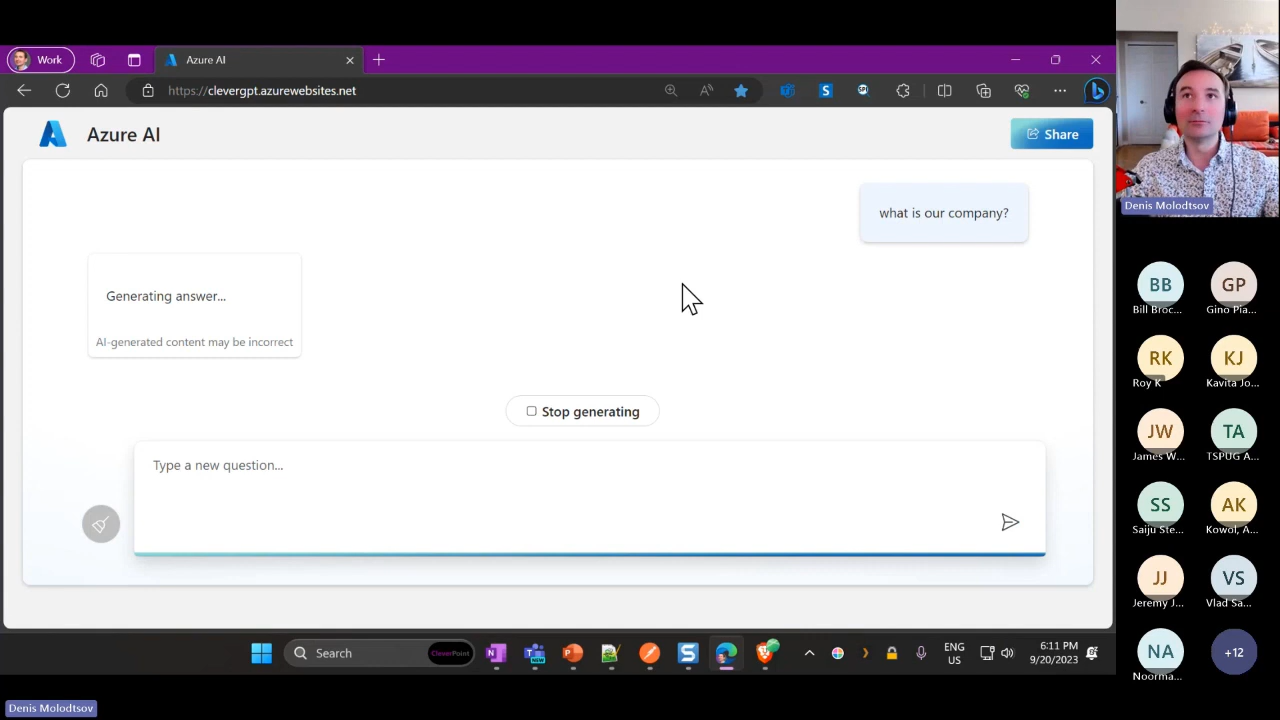 Work
Azure AI
https://clevergpt.azurewebsites.net
Azure AI
Share
what is our company?
Generating answer...
AI-generated content may be incorrect
Stop generating
Type a new question...
Search
CleverPoint
NEW
ENG
US
6:11 PM
9/20/2023
Denis Molodtsov
BB
GP
Bill Broc...
Gino Pia...
RK
KJ
Roy K
Kavita Jo...
JW
TA
James W...
TSPUG A...
SS
AK
Saiju Ste...
Kowol, A...
JJ
VS
Jeremy J...
Vlad Sa...
NA
+12
Noorma...
Denis Molodtsov